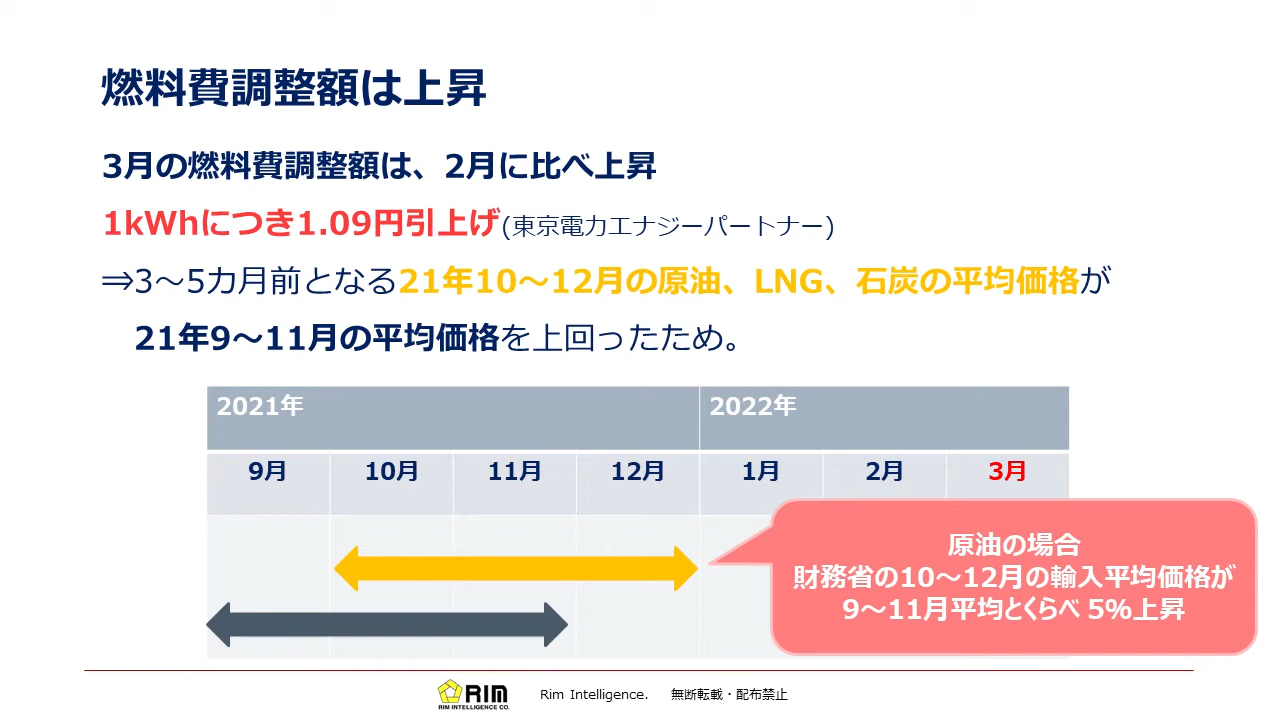 燃料費調整額は上昇
3月の燃料費調整額は、2月に比べ上昇
1kWhにつき1.09円引上げ(東京電力エナジーパートナー)
⇒3～5カ月前となる21年10～12月の原油、LNG、石炭の平均価格が
21年9～11月の平均価格を上回ったため。
2021年 2022年
9月 10月 11月 12月 1月 2月 3月
原油の場合
財務省の10～12月の輸入平均価格が
9～11月平均とくらべ 5%上昇
RIM
RIM INTELLIGENCE CO.
Rim Intelligence. 無断転載・配布禁止